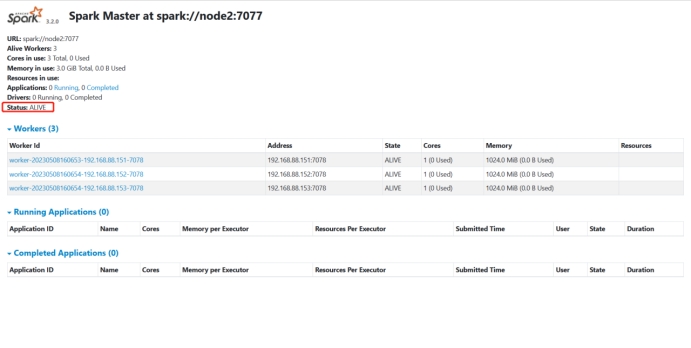 APACHE Spark 3.2.0 Spark Master at spark://node2:7077
URL: spark://node2:7077
Alive Workers: 3
Cores in use: 3 Total, 0 Used
Memory in use: 3.0 GiB Total, 0.0 B Used
Resources in use:
Applications: 0 Running, 0 Completed
Drivers: 0 Running, 0 Completed
Status: ALIVE
Workers (3)
Worker Id Address State Cores Memory Resources
worker-20230508160653-192.168.88.151-7078 192.168.88.151:7078 ALIVE 1 (0 Used) 1024.0 MiB (0.0 B Used)
worker-20230508160654-192.168.88.152-7078 192.168.88.152:7078 ALIVE 1 (0 Used) 1024.0 MiB (0.0 B Used)
worker-20230508160654-192.168.88.153-7078 192.168.88.153:7078 ALIVE 1 (0 Used) 1024.0 MiB (0.0 B Used)
Running Applications (0)
Application ID Name Cores Memory per Executor Resources Per Executor Submitted Time User State Duration
Completed Applications (0)
Application ID Name Cores Memory per Executor Resources Per Executor Submitted Time User State Duration